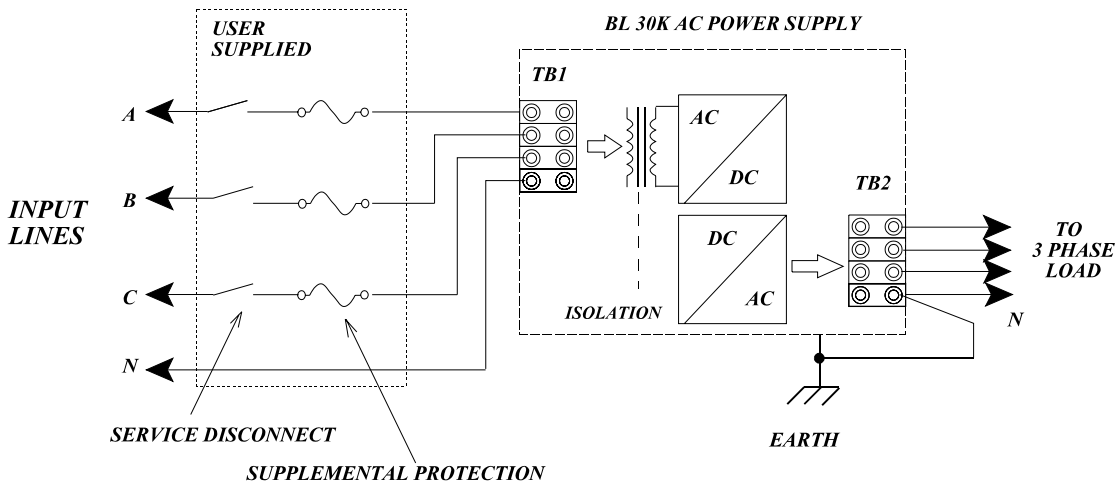 USER
SUPPLIED
BL 30K AC POWER SUPPLY
TB1
A
AC
DC
B
TB2
INPUT
LINES
DC
AC
TO
3 PHASE
LOAD
C
ISOLATION
N
N
SERVICE DISCONNECT
EARTH
SUPPLEMENTAL PROTECTION